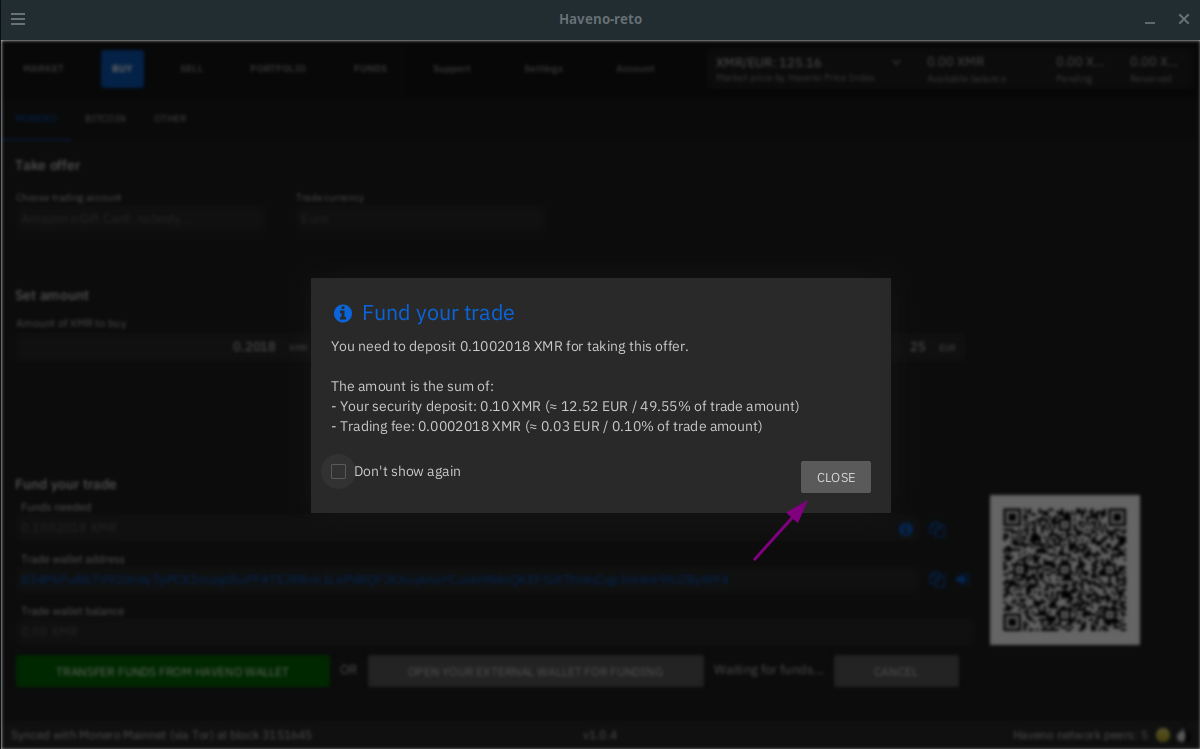 Haveno-reto
MARKET BUY SELL PORTFOLIO FUNDS Support Settings Account
XMR/EUR: 125.16
Market price by Haveno Price Index
0.00 XMR
Available balance
0.00 X...
Pending
0.00 X...
Reserved
MONERO BITCOIN OTHER
Take offer
Choose trading account
Trade currency
Euro
Set amount
Amount of XMR to buy
0.2018 XMR
25 EUR
Fund your trade
You need to deposit 0.1002018 XMR for taking this offer.
The amount is the sum of:
- Your security deposit: 0.10 XMR (≈ 12.52 EUR / 49.55% of trade amount)
- Trading fee: 0.0002018 XMR (≈ 0.03 EUR / 0.10% of trade amount)
Don't show again
CLOSE
Fund your trade
Funds needed
0.1002018 XMR
Trade wallet address
Trade wallet balance
0.00 XMR
TRANSFER FUNDS FROM HAVENO WALLET OR OPEN YOUR EXTERNAL WALLET FOR FUNDING Waiting for funds... CANCEL
Synced with Monero Mainnet (via Tor) at block 3151645
v1.0.4
Haveno network peers: 5